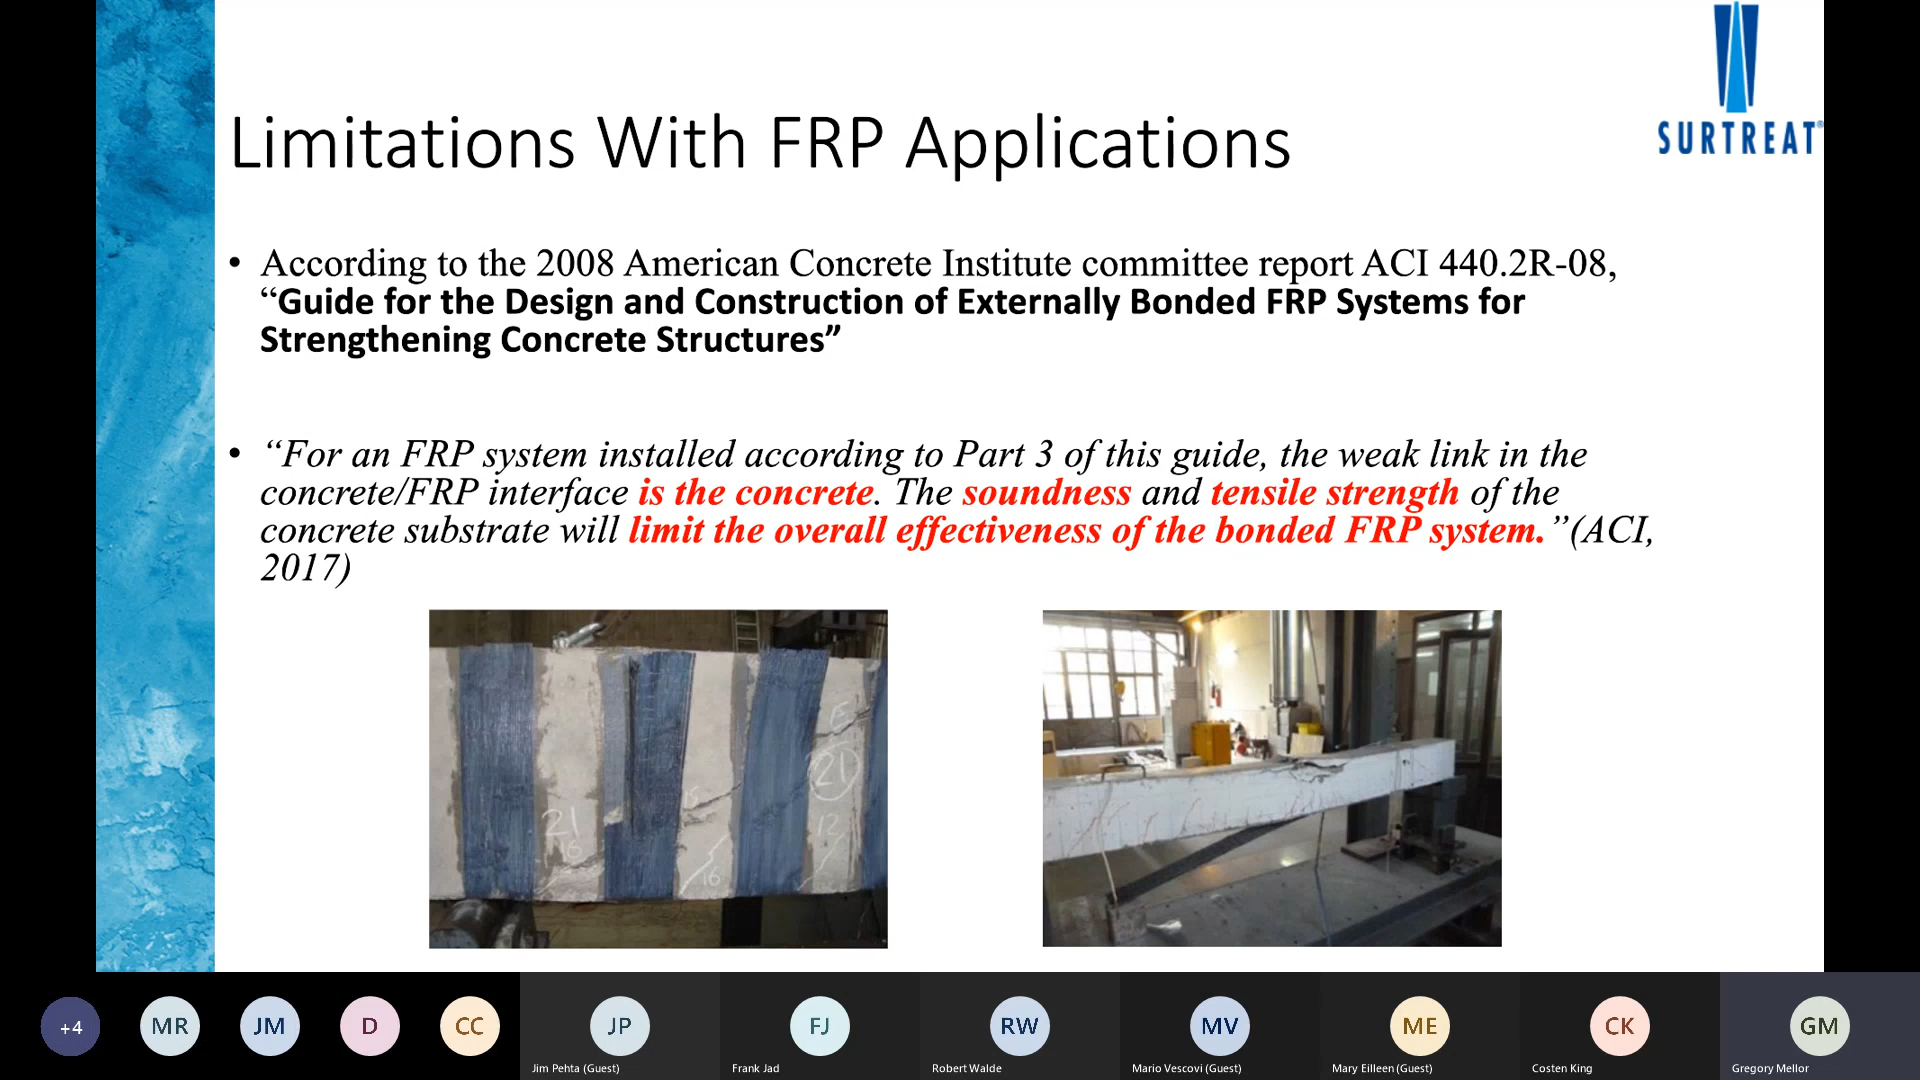 SURTREAT®
Limitations With FRP Applications
• According to the 2008 American Concrete Institute committee report ACI 440.2R-08,
“Guide for the Design and Construction of Externally Bonded FRP Systems for
Strengthening Concrete Structures”
• “For an FRP system installed according to Part 3 of this guide, the weak link in the
concrete/FRP interface is the concrete. The soundness and tensile strength of the
concrete substrate will limit the overall effectiveness of the bonded FRP system.”(ACI,
2017)
21
16
16
21
12
+4
MR
JM
D
CC
JP
FJ
RW
MV
ME
CK
GM
Jim Pehta (Guest)
Frank Jad
Robert Walde
Mario Vescovi (Guest)
Mary Eilleen (Guest)
Costen King
Gregory Mellor